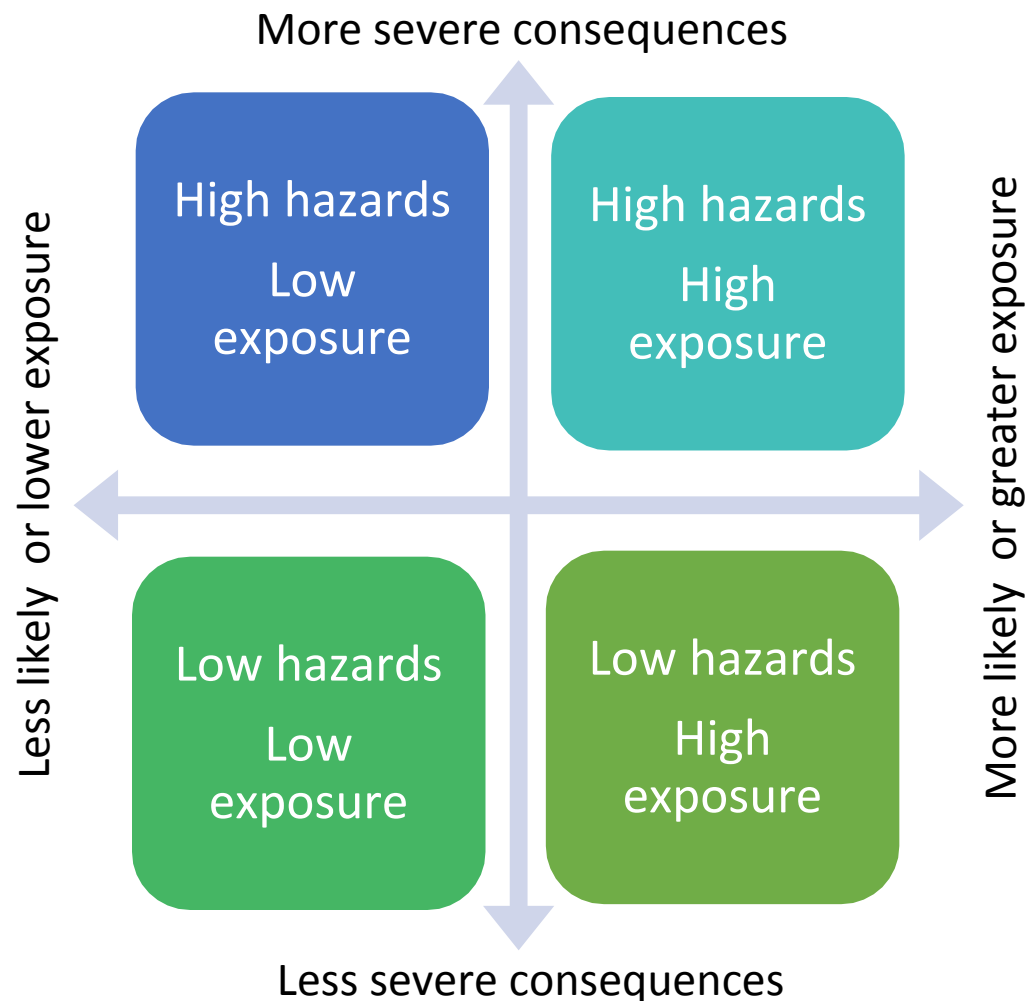 More severe consequences
High hazards
Low
exposure
High hazards
High
exposure
Less likely or lower exposure
More likely or greater exposure
Low hazards
Low
exposure
Low hazards
High
exposure
Less severe consequences